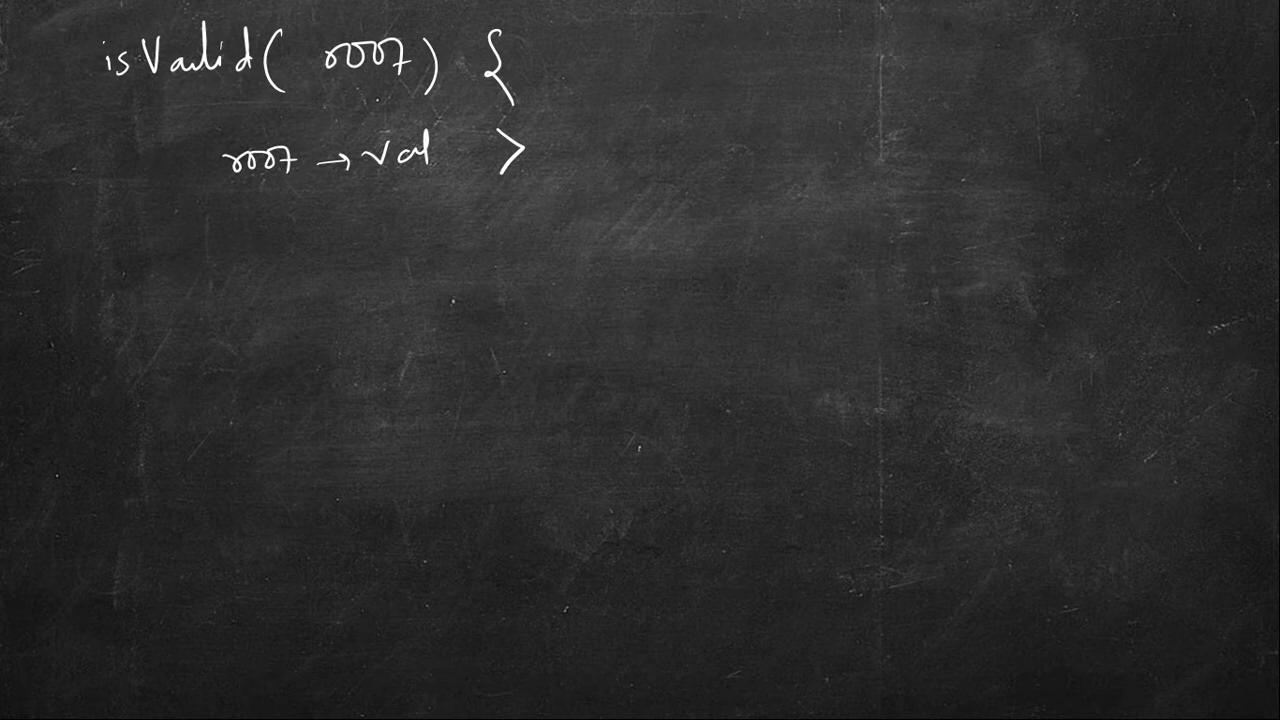 isValid( root) {
root → val >